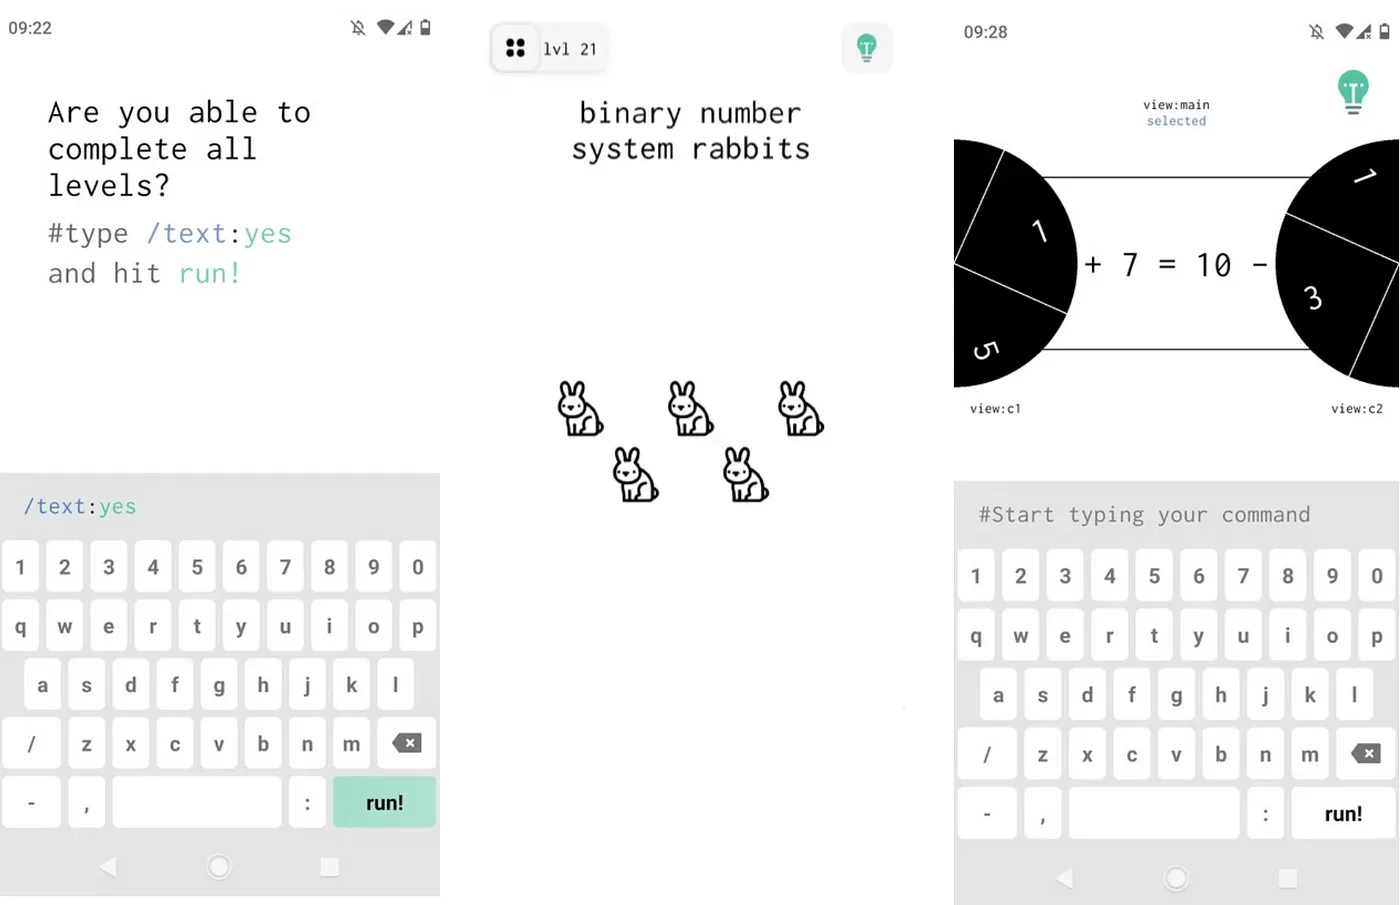 09:22
Are you able to
complete all
levels?
#type /text:yes
and hit run!
/text:yes
1 2 3 4 5 6 7 8 9 0
q w e r t y u i o p
a s d f g h j k l
/ z x c v b n m
- , : run!
lvl 21
binary number
system rabbits
09:28
view:main
selected
1
5
+ 7 = 10 -
1
3
view:c1
view:c2
#Start typing your command
1 2 3 4 5 6 7 8 9 0
q w e r t y u i o p
a s d f g h j k l
/ z x c v b n m
- , : run!